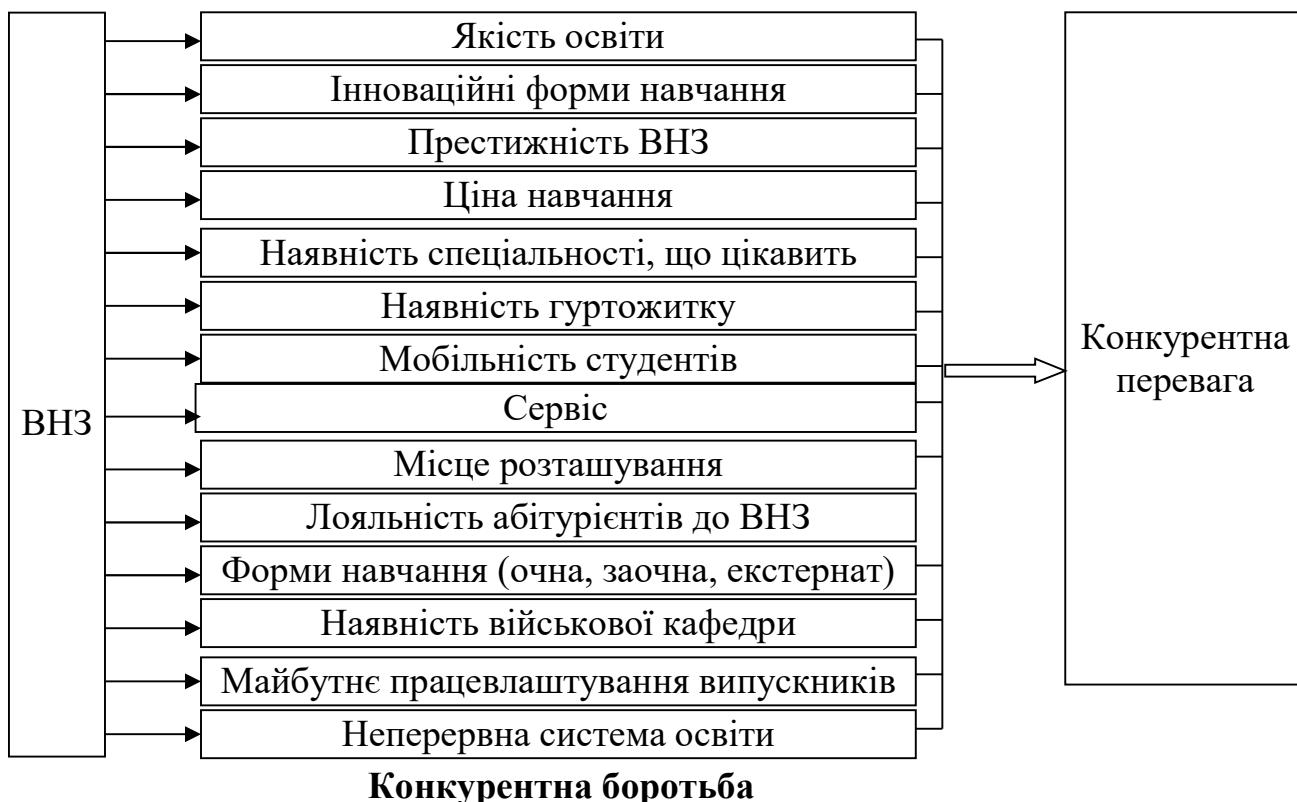 ВНЗ
Якість освіти
Інноваційні форми навчання
Престижність ВНЗ
Ціна навчання
Наявність спеціальності, що цікавить
Наявність гуртожитку
Мобільність студентів
Сервіс
Місце розташування
Лояльність абітурієнтів до ВНЗ
Форми навчання (очна, заочна, екстернат)
Наявність військової кафедри
Майбутнє працевлаштування випускників
Неперервна система освіти
Конкурентна
перевага
Конкурентна боротьба